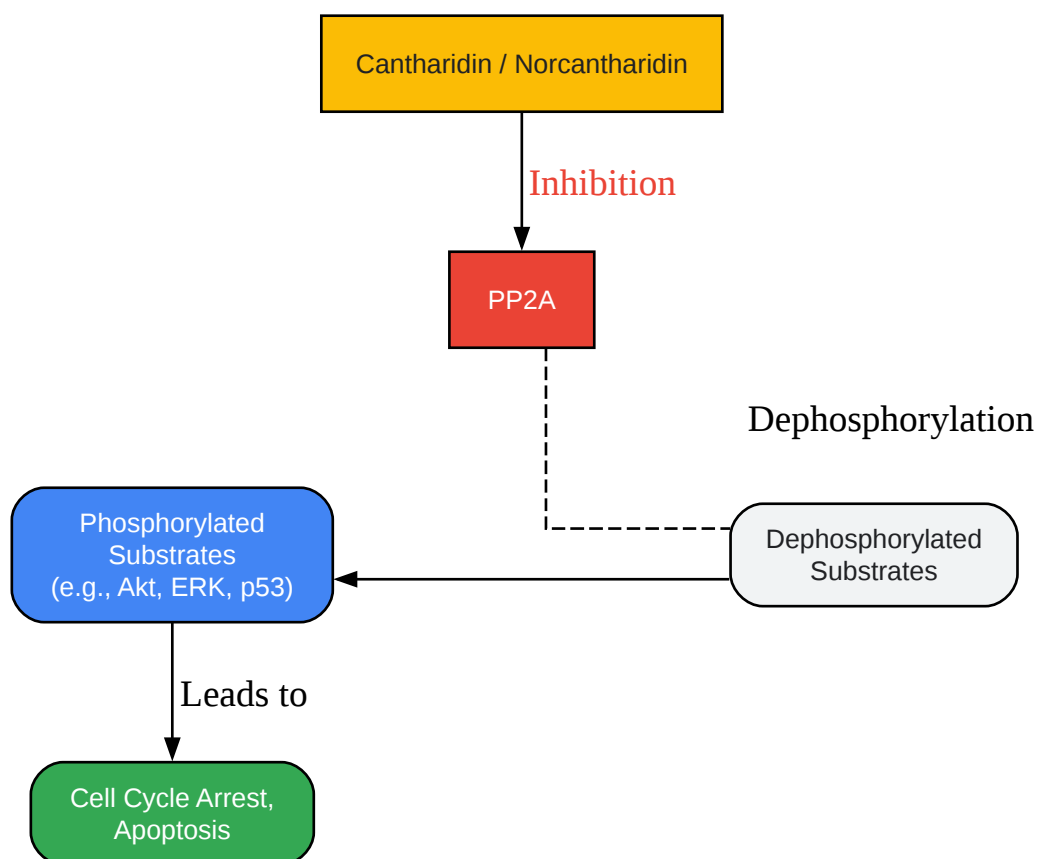 Cantharidin / Norcantharidin
Inhibition
PP2A
Dephosphorylation
Phosphorylated
Substrates
(e.g., Akt, ERK, p53)
Dephosphorylated
Substrates
Leads to
Cell Cycle Arrest,
Apoptosis